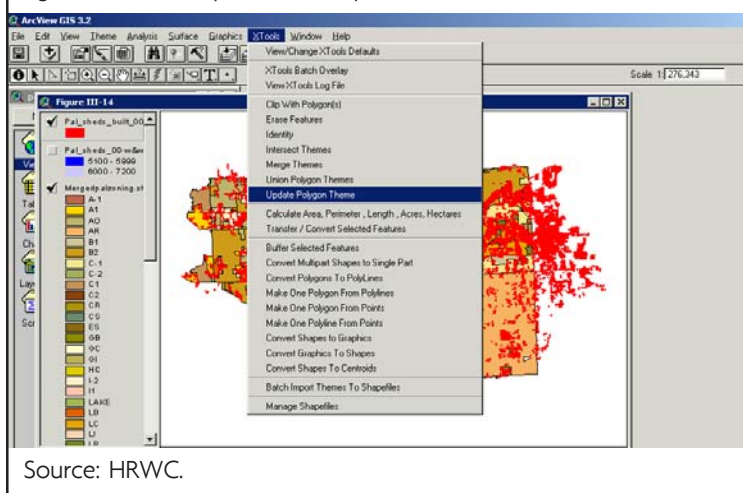 ArcView GIS 3.2
File Edit View Theme Analysis Surface Graphics XTools Window Help
Scale 1: 276,343
Figure III-14
View/Change XTools Defaults
XTools Batch Overlay
View XTools Log File
Clip With Polygon(s)
Erase Features
Identity
Intersect Themes
Merge Themes
Union Polygon Themes
Update Polygon Theme
Calculate Area, Perimeter, Length, Acres, Hectares
Transfer / Convert Selected Features
Buffer Selected Features
Convert Multipart Shapes to Single Part
Convert Polygons To PolyLines
Make One Polygon From Polylines
Make One Polygon From Points
Make One Polyline From Points
Convert Shapes to Graphics
Convert Graphics To Shapes
Convert Shapes To Centroids
Batch Import Themes To Shapefiles
Manage Shapefiles
Pal_sheds_built_00
Pal_sheds_00
5100 - 5999
6000 - 7200
Mergedpalzoning.sh
A-1
A1
AO
AR
B1
B2
C-1
C-2
C1
C2
CR
CS
ES
GB
GC
GI
HC
I-2
I1
LAKE
LB
LC
LI
LR
Source: HRWC.